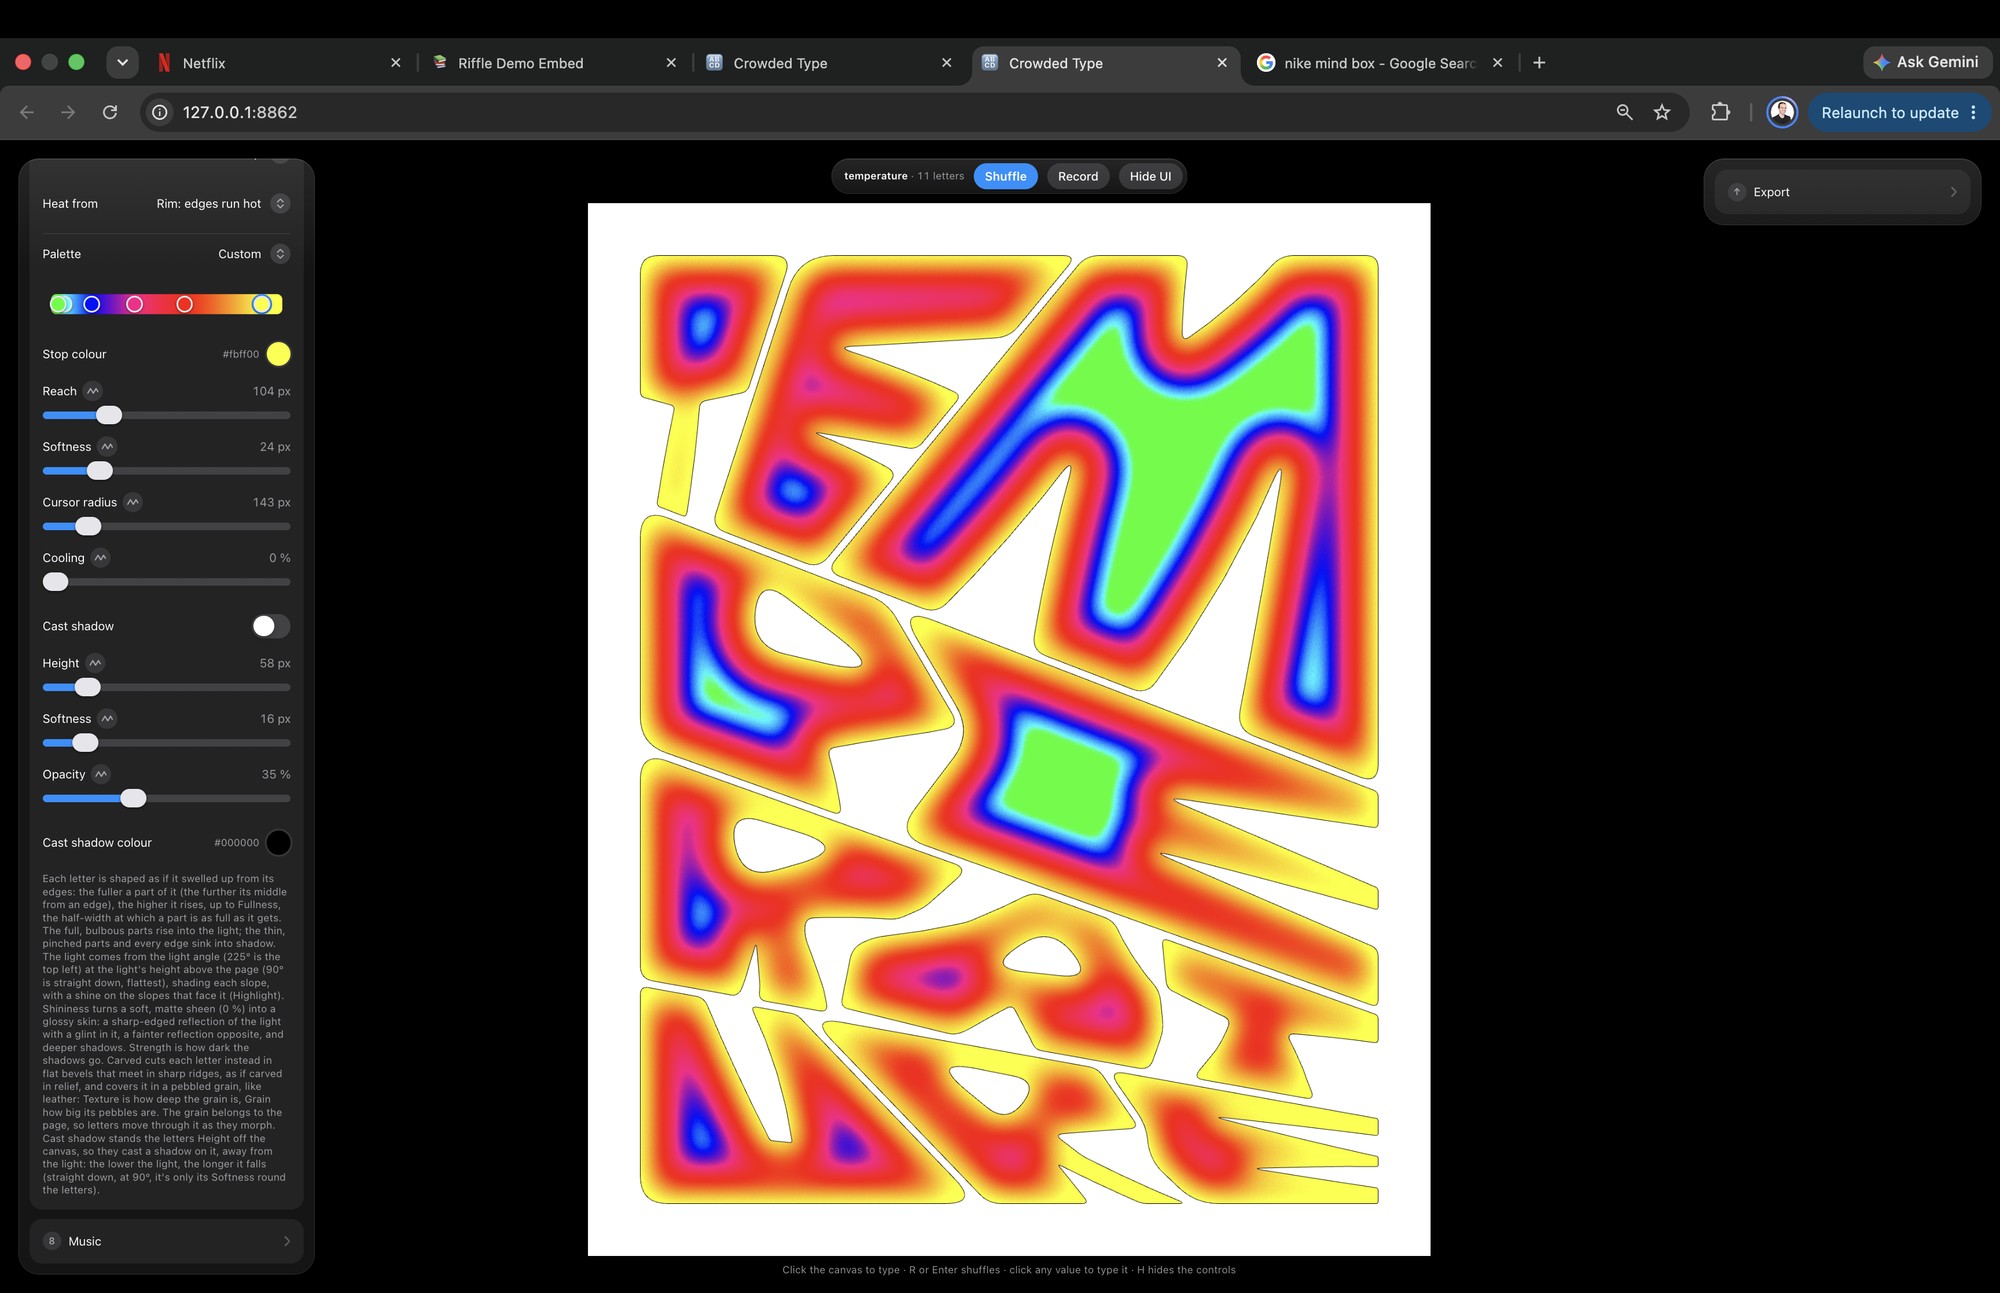 Netflix
Riffle Demo Embed
Crowded Type
Crowded Type
nike mind box - Google Sear
Ask Gemini
127.0.0.1:8862
Relaunch to update
temperature · 11 letters
Shuffle
Record
Hide UI
Export
Heat from
Rim: edges run hot
Palette
Custom
Stop colour
#fbff00
Reach
104 px
Softness
24 px
Cursor radius
143 px
Cooling
0 %
Cast shadow
Height
58 px
Softness
16 px
Opacity
35 %
Cast shadow colour
#000000
Each letter is shaped as if it swelled up from its
edges: the fuller a part of it (the further its middle
from an edge), the higher it rises, up to Fullness,
the half-width at which a part is as full as it gets.
The full, bulbous parts rise into the light; the thin,
pinched parts and every edge sink into shadow.
The light comes from the light angle (225° is the
top left) at the light's height above the page (90°
is straight down, flattest), shading each slope,
with a shine on the slopes that face it (Highlight).
Shininess turns a soft, matte sheen (0 %) into a
glossy skin: a sharp-edged reflection of the light
with a glint in it, a fainter reflection opposite, and
deeper shadows. Strength is how dark the
shadows go. Carved cuts each letter instead in
flat bevels that meet in sharp ridges, as if carved
in relief, and covers it in a pebbled grain, like
leather: Texture is how deep the grain is, Grain
how big its pebbles are. The grain belongs to the
page, so letters move through it as they morph.
Cast shadow stands the letters Height off the
canvas, so they cast a shadow on it, away from
the light: the lower the light, the longer it falls
(straight down, at 90°, it's only its Softness round
the letters).
8
Music
TEM
PE
RAT
URE
Click the canvas to type · R or Enter shuffles · click any value to type it · H hides the controls